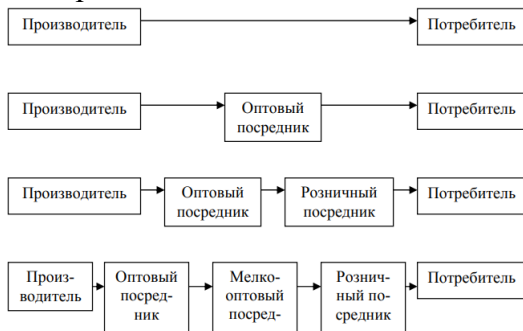 Производитель
Потребитель
Производитель
Оптовый
посредник
Потребитель
Производитель
Оптовый
посредник
Розничный
посредник
Потребитель
Произ-
водитель
Оптовый
посред-
ник
Мелко-
оптовый
посред-
Рознич-
ный по-
средник
Потребитель